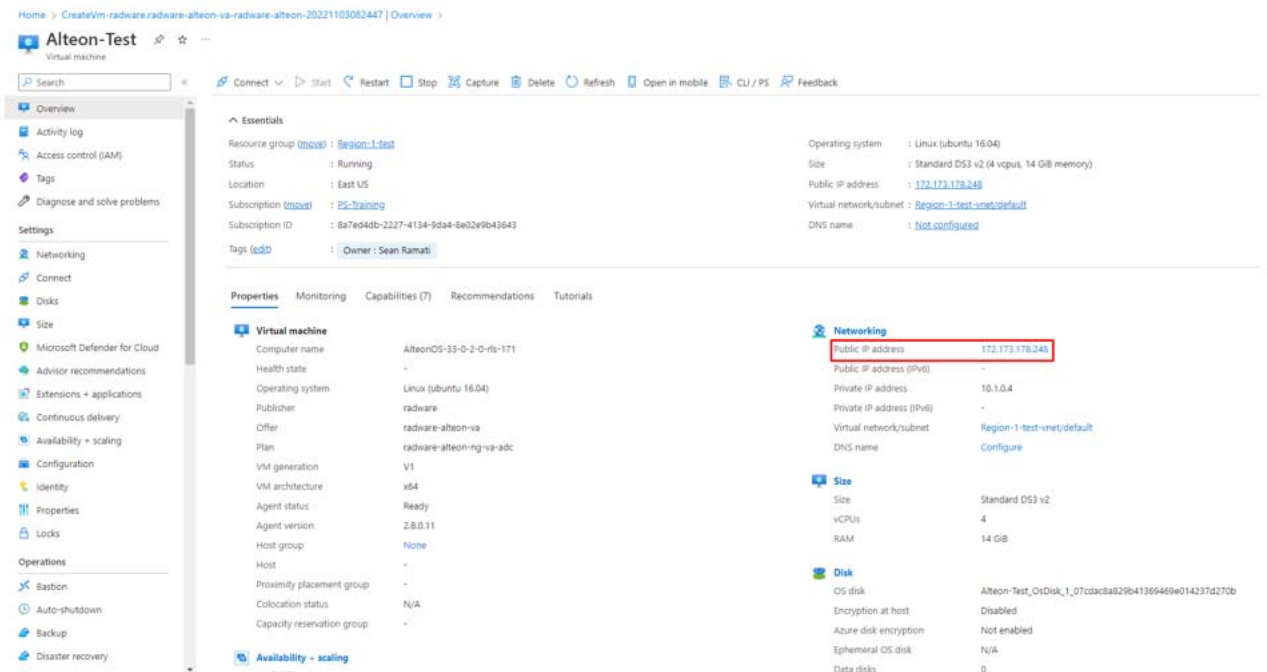 Home > CreateVm-radware.radware-alteon-va-radware-alteon-20221103082447 | Overview >
Alteon-Test
Virtual machine
Search
Connect Start Restart Stop Capture Delete Refresh Open in mobile CLI / PS Feedback
Overview
Activity log
Access control (IAM)
Tags
Diagnose and solve problems
Settings
Networking
Connect
Disks
Size
Microsoft Defender for Cloud
Advisor recommendations
Extensions + applications
Continuous delivery
Availability + scaling
Configuration
Identity
Properties
Locks
Operations
Bastion
Auto-shutdown
Backup
Disaster recovery
Essentials
Resource group (move) : Region-1-test
Status : Running
Location : East US
Subscription (move) : PS-Training
Subscription ID : 8a7ed4db-2227-4134-9da4-8e02e9b43643
Tags (edit) : Owner : Sean Ramati
Operating system : Linux (ubuntu 16.04)
Size : Standard DS3 v2 (4 vcpus, 14 GiB memory)
Public IP address : 172.173.178.248
Virtual network/subnet : Region-1-test-vnet/default
DNS name : Not configured
Properties Monitoring Capabilities (7) Recommendations Tutorials
Virtual machine
Computer name AlteonOS-33-0-2-0-rls-171
Health state -
Operating system Linux (ubuntu 16.04)
Publisher radware
Offer radware-alteon-va
Plan radware-alteon-ng-va-adc
VM generation V1
VM architecture x64
Agent status Ready
Agent version 2.8.0.11
Host group None
Host -
Proximity placement group -
Colocation status N/A
Capacity reservation group -
Availability + scaling
Networking
Public IP address 172.173.178.248
Public IP address (IPv6) -
Private IP address 10.1.0.4
Private IP address (IPv6) -
Virtual network/subnet Region-1-test-vnet/default
DNS name Configure
Size
Size Standard DS3 v2
vCPUs 4
RAM 14 GiB
Disk
OS disk Alteon-Test_OsDisk_1_07cdac8a829b41369469e014237d270b
Encryption at host Disabled
Azure disk encryption Not enabled
Ephemeral OS disk N/A
Data disks 0